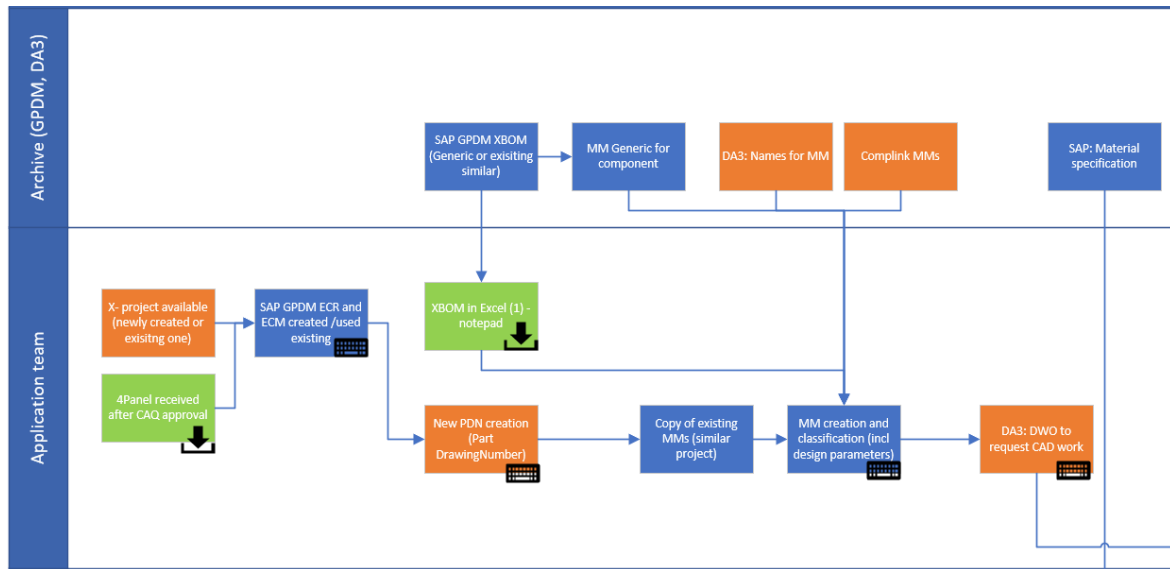 Archive (GPDM, DA3)
SAP GPDM XBOM
(Generic or exisiting
similar)
MM Generic for
component
DA3: Names for MM
Complink MMs
SAP: Material
specification
Application team
X- project available
(newly created or
exisitng one)
SAP GPDM ECR and
ECM created /used
existing
XBOM in Excel (1) -
notepad
4Panel received
after CAQ approval
New PDN creation
(Part
DrawingNumber)
Copy of existing
MMs (similar
project)
MM creation and
classification (incl
design parameters)
DA3: DWO to
request CAD work